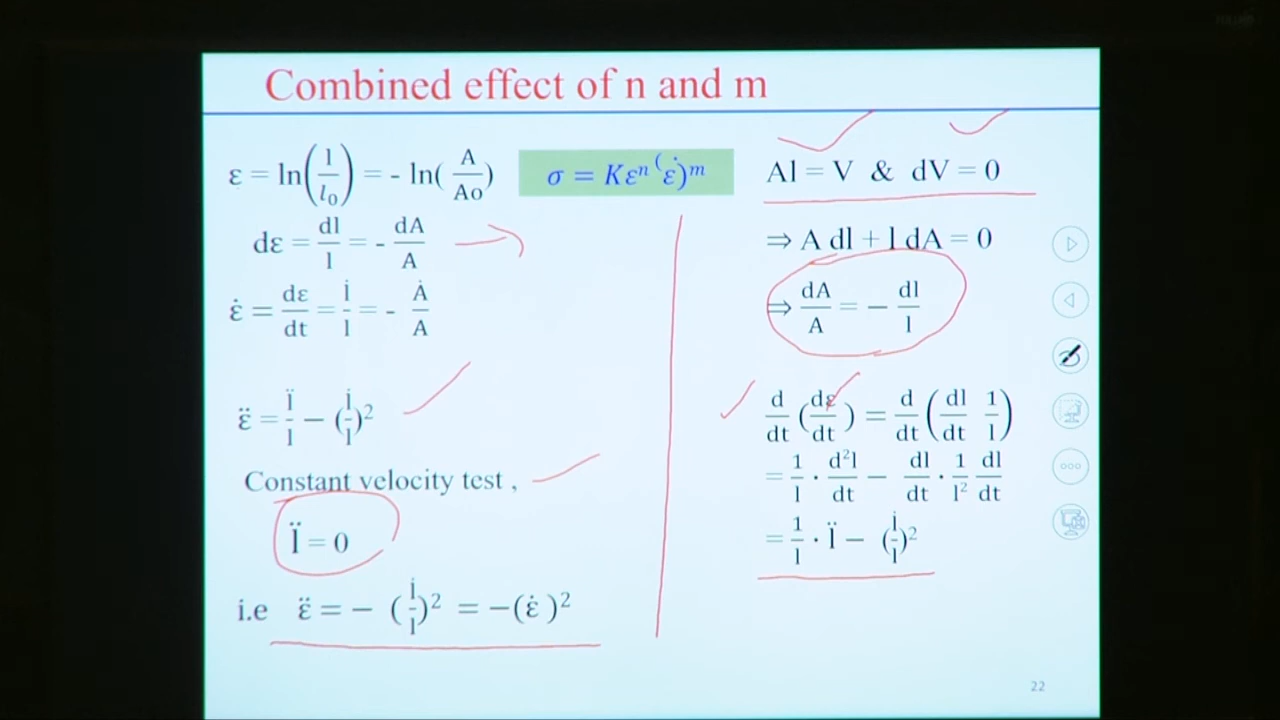 Combined effect of n and m
ε = ln(l/l₀) = - ln(A/Ao)
σ = Kεⁿ(ε̇)ᵐ
dε = dl/l = - dA/A
ε̇ = dε/dt = l̇/l = - Ȧ/A
ε̈ = l̈/l − (l̇/l)²
Constant velocity test ,
l̈ = 0
i.e ε̈ = − (l̇/l)² = −(ε̇ )²
Al = V & dV = 0
⇒ A dl + l dA = 0
⇒ dA/A = − dl/l
d/dt (dε/dt) = d/dt (dl/dt 1/l)
= 1/l · d²l/dt − dl/dt · 1/l² dl/dt
= 1/l · l̈ − (l̇/l)²
22